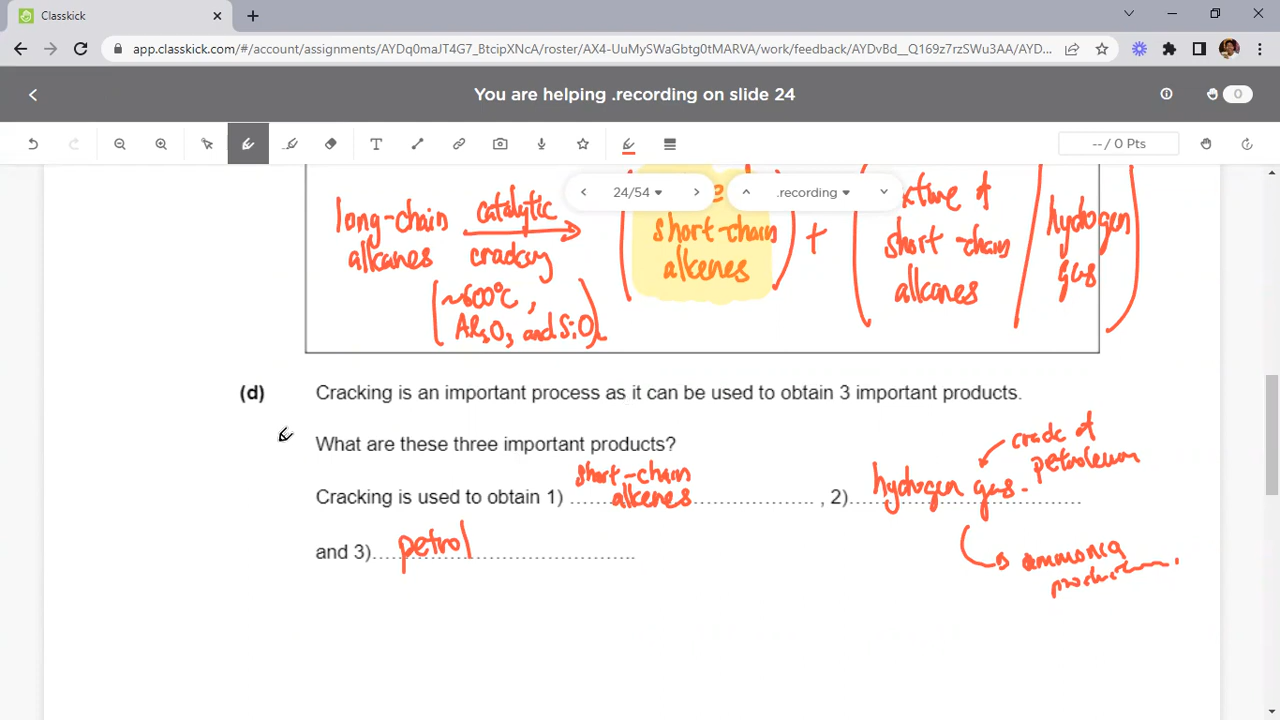 Classkick
app.classkick.com/#/account/assignments/AYDq0maJT4G7_BtcipXNcA/roster/AX4-UuMySWaGbtg0tMARVA/work/feedback/AYDvBd__Q169z7rzSWu3AA/AYD...
You are helping .recording on slide 24
0
T
-- / 0 Pts
24/54
.recording
long-chain
alkanes
catalytic
cracking
(~600°C,
Al2O3 and SiO2)
short-chain
alkenes
+
mixture of
short-chain
alkanes
/
hydrogen
gas
(d) Cracking is an important process as it can be used to obtain 3 important products.
What are these three important products?
Cracking is used to obtain 1) short-chain alkenes , 2) hydrogen gas.
crack of
petroleum
and 3) petrol
ammonia
production.